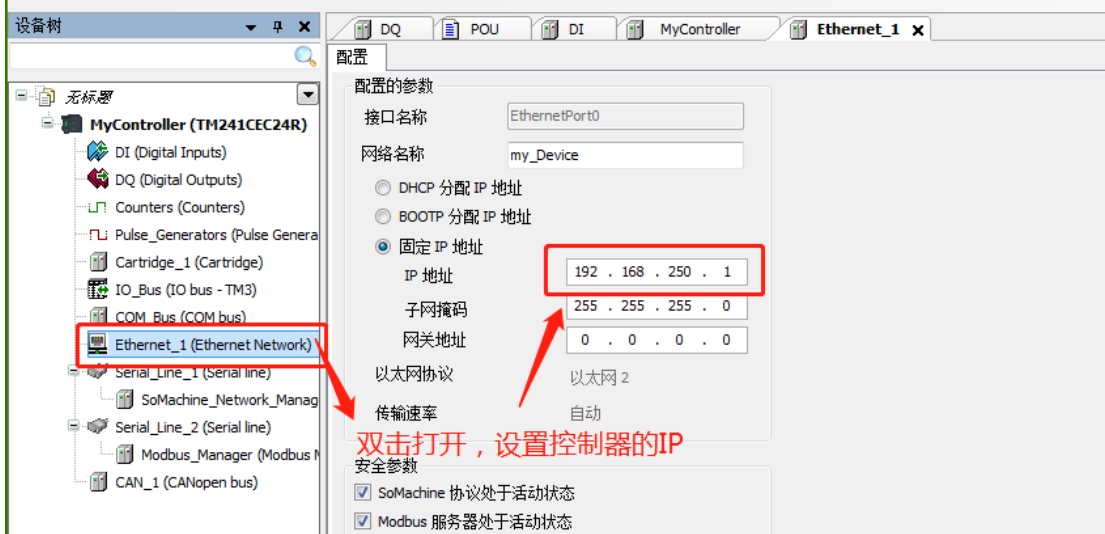 设备树
DQ
POU
DI
MyController
Ethernet_1
配置
无标题
MyController (TM241CEC24R)
DI (Digital Inputs)
DQ (Digital Outputs)
Counters (Counters)
Pulse_Generators (Pulse Genera
Cartridge_1 (Cartridge)
IO_Bus (IO bus - TM3)
COM_Bus (COM bus)
Ethernet_1 (Ethernet Network)
Serial_Line_1 (Serial line)
SoMachine_Network_Manag
Serial_Line_2 (Serial line)
Modbus_Manager (Modbus M
CAN_1 (CANopen bus)
配置的参数
接口名称 EthernetPort0
网络名称 my_Device
DHCP 分配 IP 地址
BOOTP 分配 IP 地址
固定 IP 地址
IP 地址 192 . 168 . 250 . 1
子网掩码 255 . 255 . 255 . 0
网关地址 0 . 0 . 0 . 0
以太网协议 以太网 2
传输速率 自动
双击打开，设置控制器的IP
安全参数
SoMachine 协议处于活动状态
Modbus 服务器处于活动状态